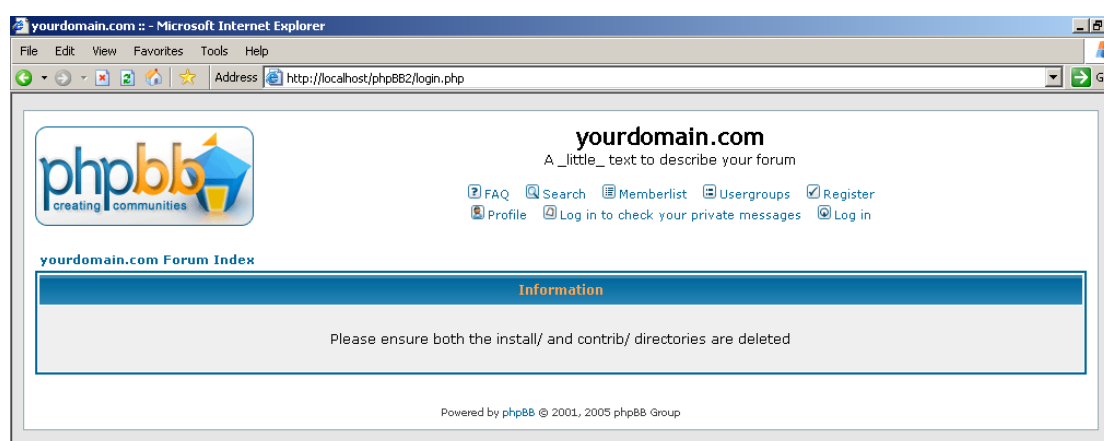 yourdomain.com :: - Microsoft Internet Explorer
File Edit View Favorites Tools Help
Address http://localhost/phpBB2/login.php G
phpbb
creating communities
yourdomain.com
A _little_ text to describe your forum
FAQ Search Memberlist Usergroups Register
Profile Log in to check your private messages Log in
yourdomain.com Forum Index
Information
Please ensure both the install/ and contrib/ directories are deleted
Powered by phpBB © 2001, 2005 phpBB Group